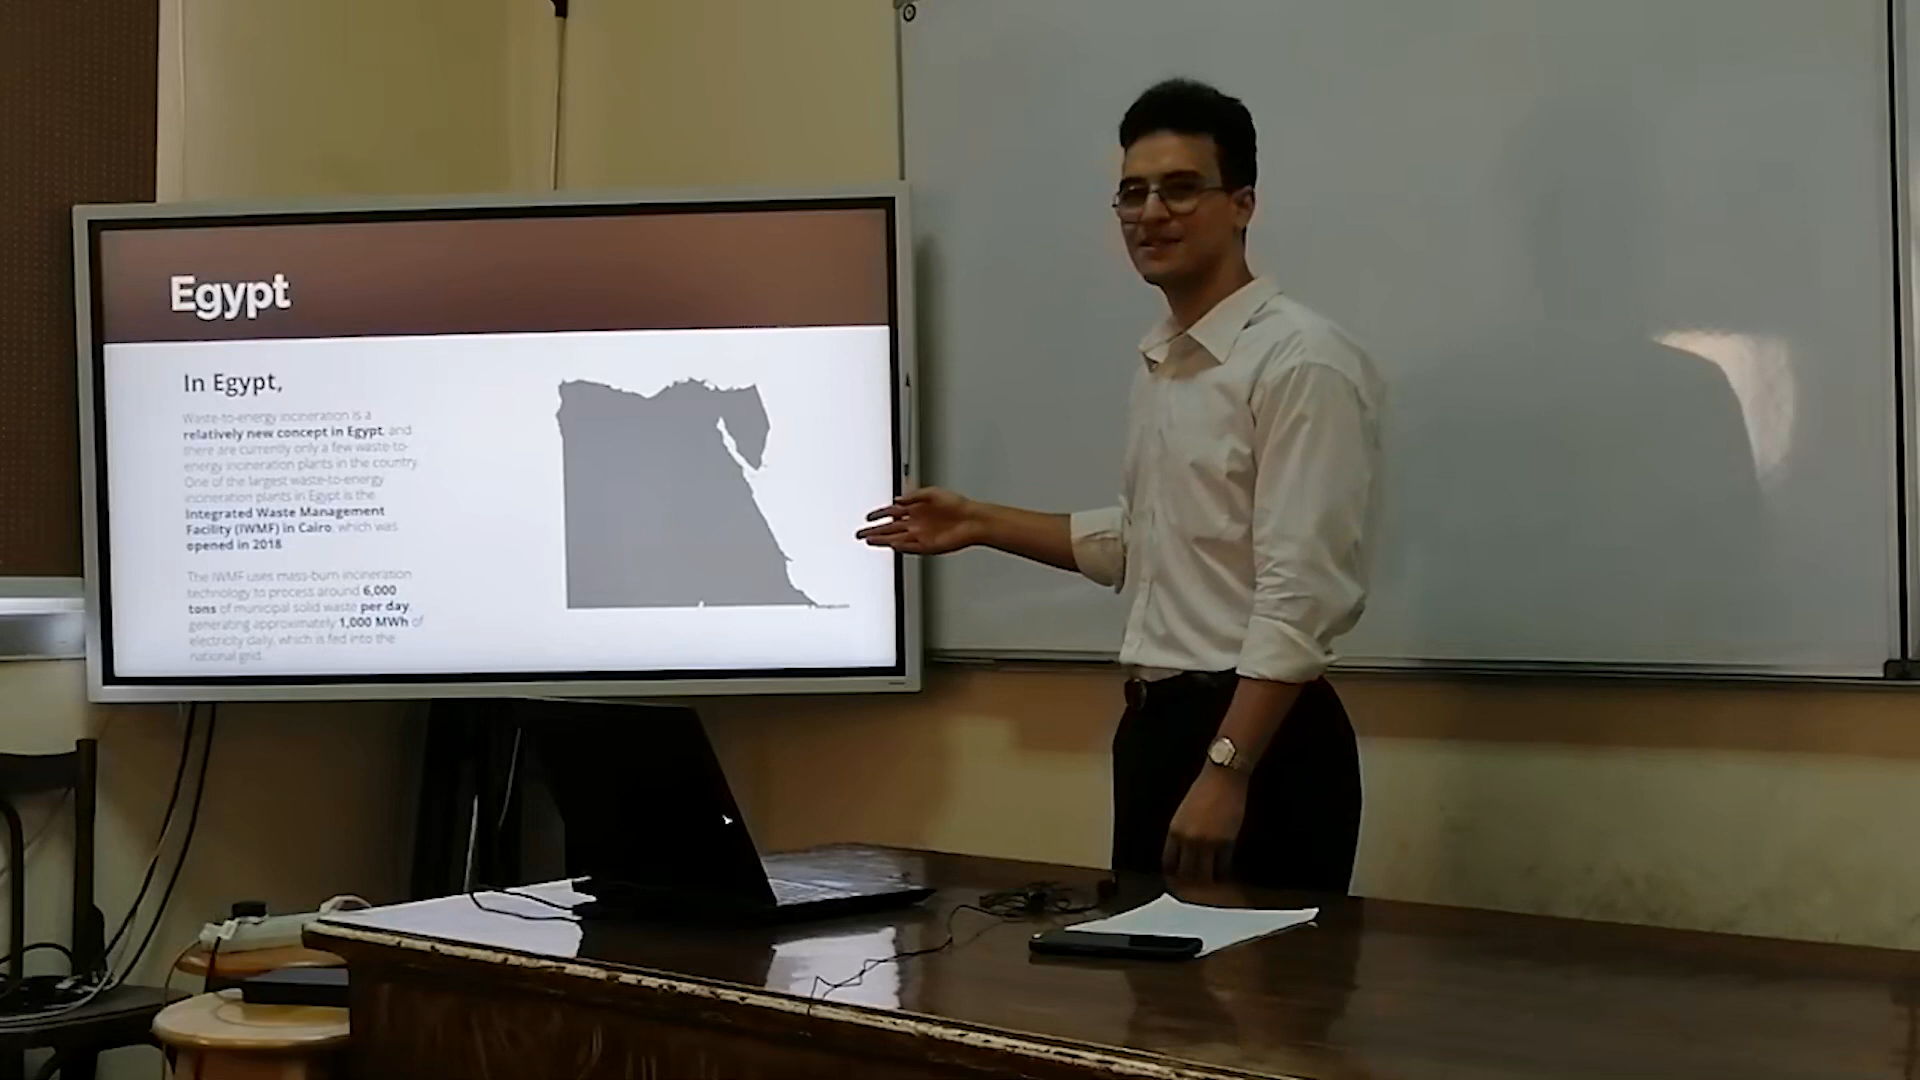 Egypt
In Egypt,
Waste-to-energy incineration is a
relatively new concept in Egypt, and
there are currently only a few waste-to-
energy incineration plants in the country.
One of the largest waste-to-energy
incineration plants in Egypt is the
Integrated Waste Management
Facility (IWMF) in Cairo, which was
opened in 2018
The IWMF uses mass-burn incineration
technology to process around 6,000
tons of municipal solid waste per day,
generating approximately 1,000 MWh of
electricity daily, which is fed into the
national grid.